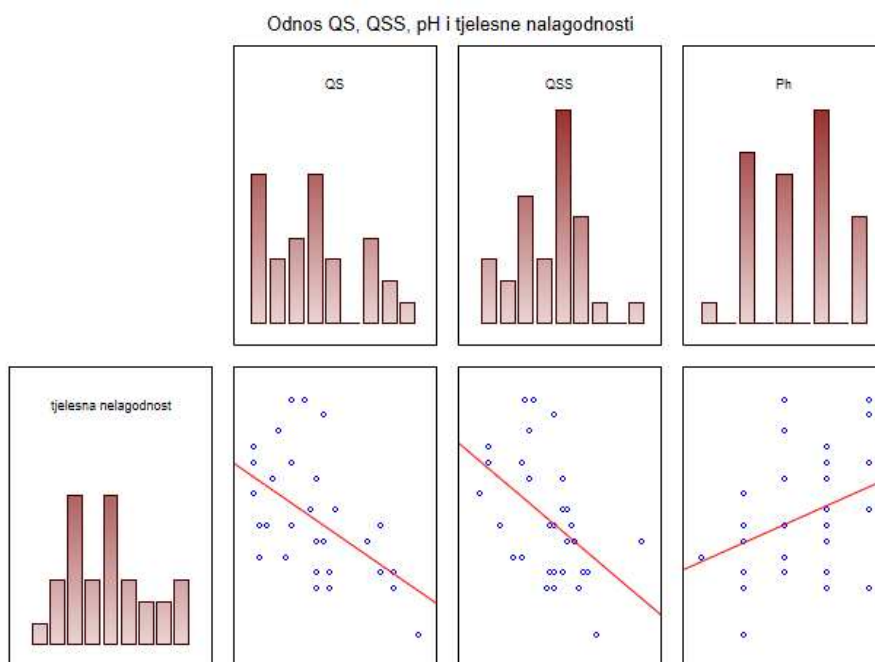 Odnos QS, QSS, pH i tjelesne nalagodnosti
QS
QSS
Ph
tjelesna nelagodnost